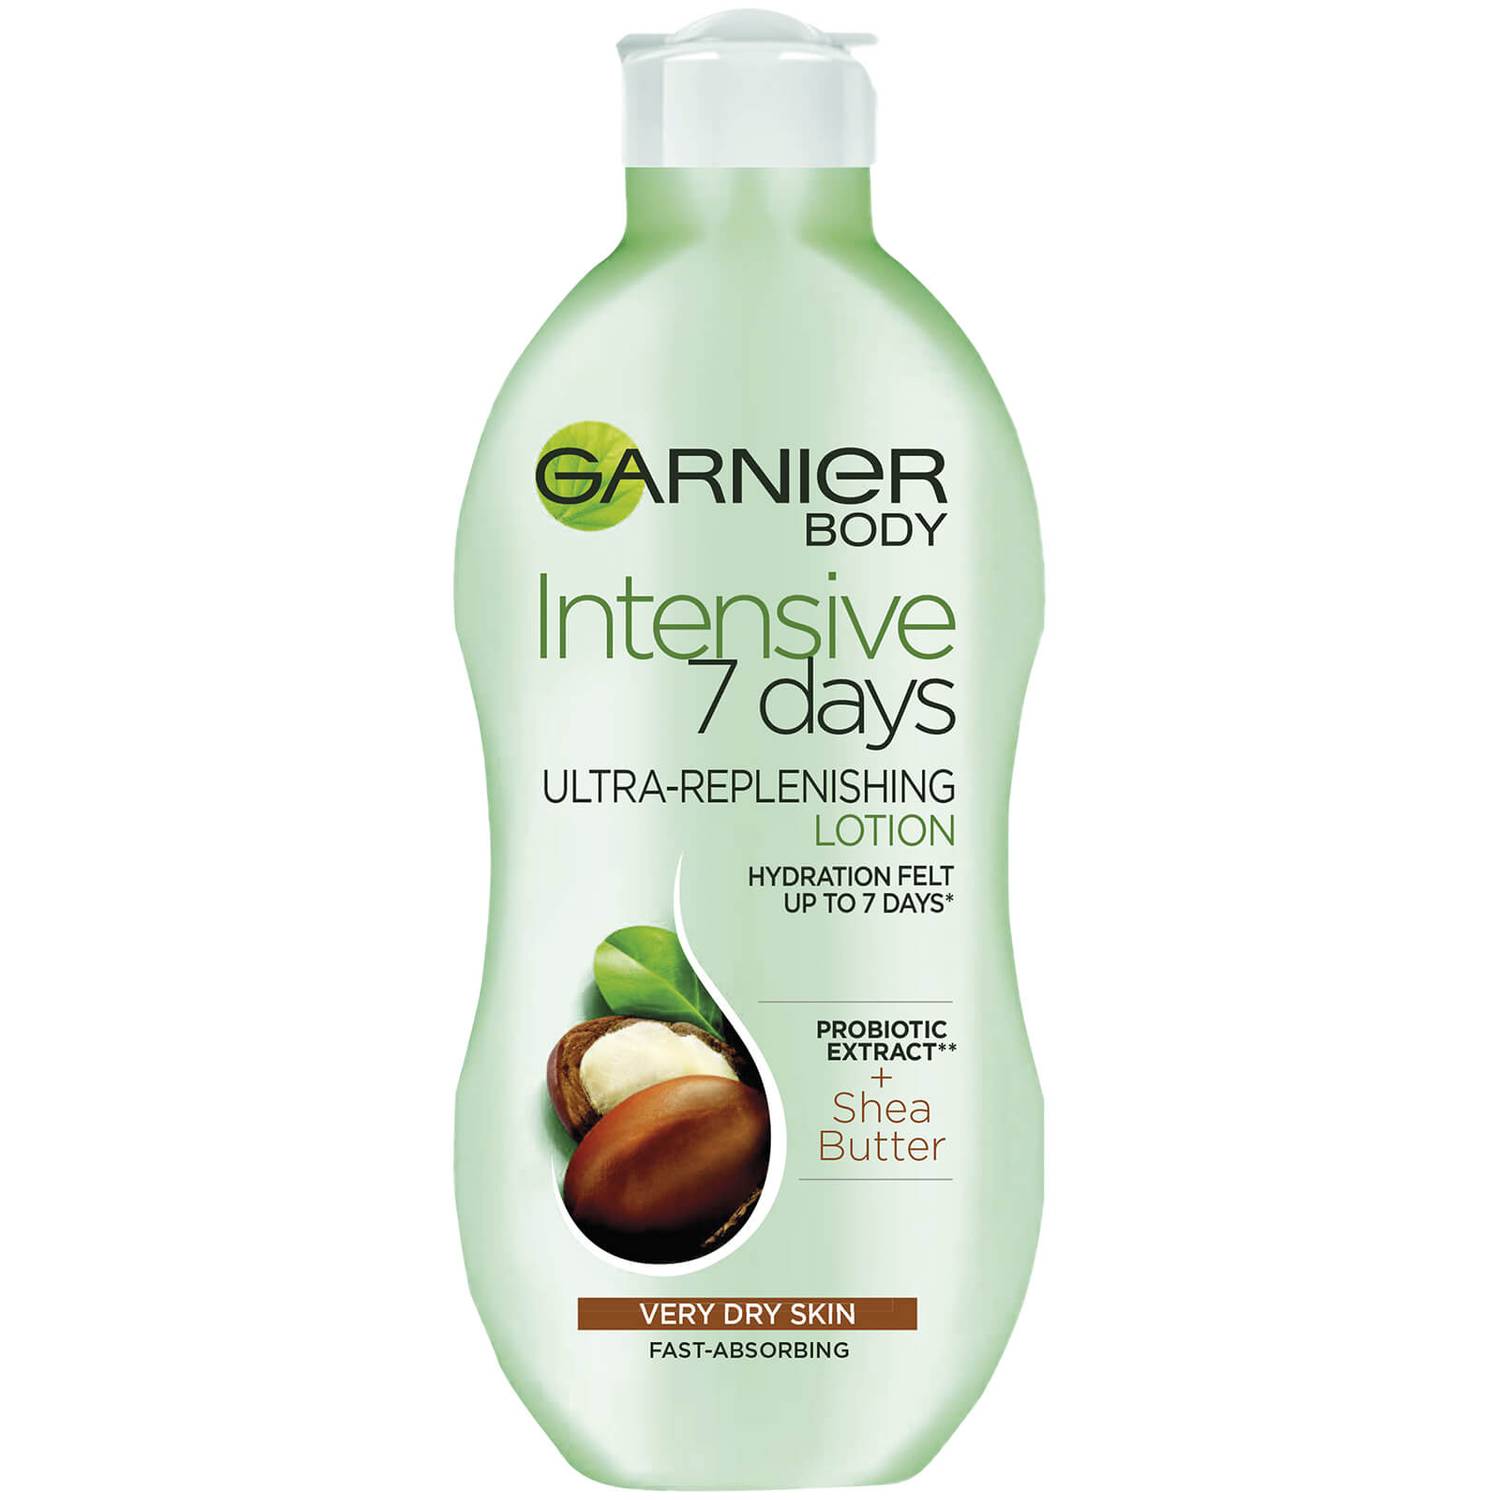 GARNIeR
BODY
Intensive
7 days
ULTRA-REPLENISHING
LOTION
HYDRATION FELT
UP TO 7 DAYS*
PROBIOTIC
EXTRACT**
+
Shea
Butter
VERY DRY SKIN
FAST-ABSORBING